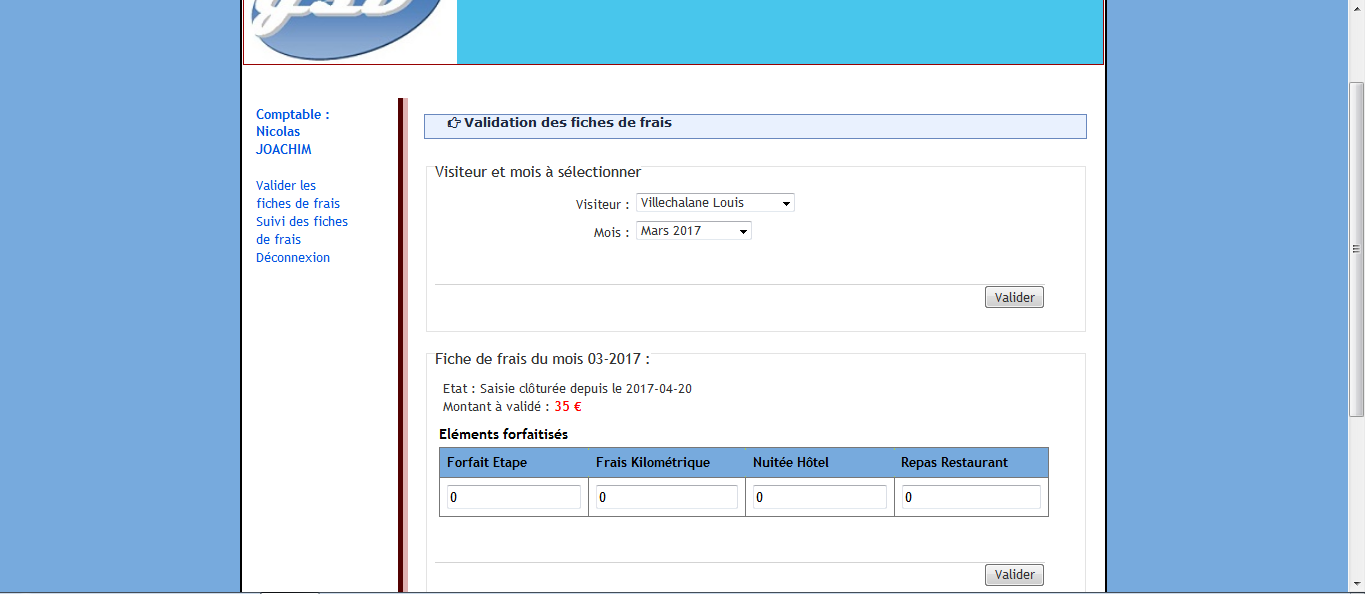 Comptable :
Nicolas
JOACHIM
Valider les
fiches de frais
Suivi des fiches
de frais
Déconnexion
Validation des fiches de frais
Visiteur et mois à sélectionner
Visiteur : Villechalane Louis
Mois : Mars 2017
Valider
Fiche de frais du mois 03-2017 :
Etat : Saisie clôturée depuis le 2017-04-20
Montant à validé : 35 €
Eléments forfaitisés
Forfait Etape Frais Kilométrique Nuitée Hôtel Repas Restaurant
0 0 0 0
Valider